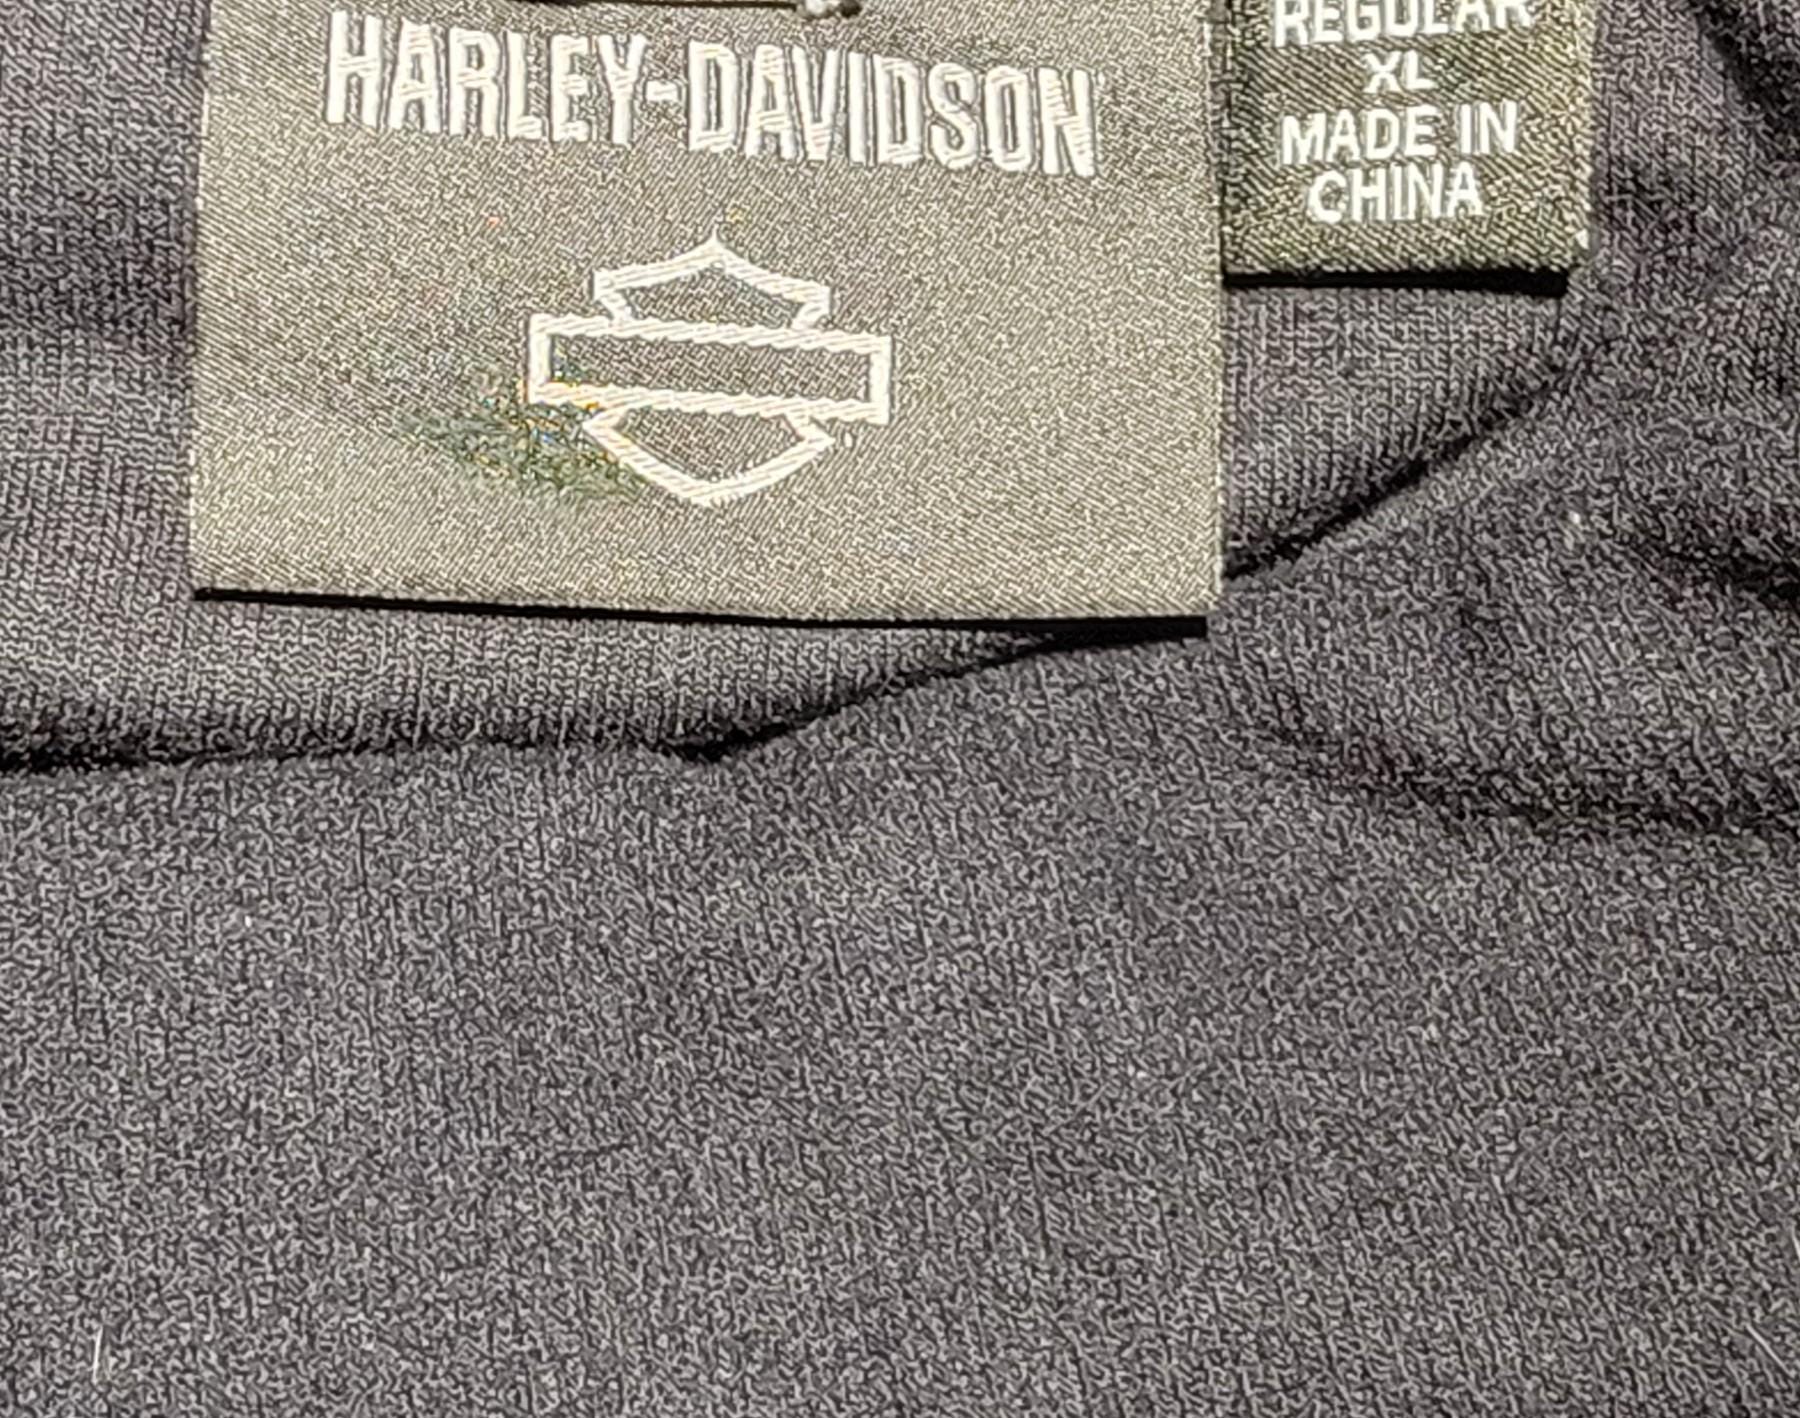 HARLEY-DAVIDSON
REGULAR
XL
MADE IN
CHINA